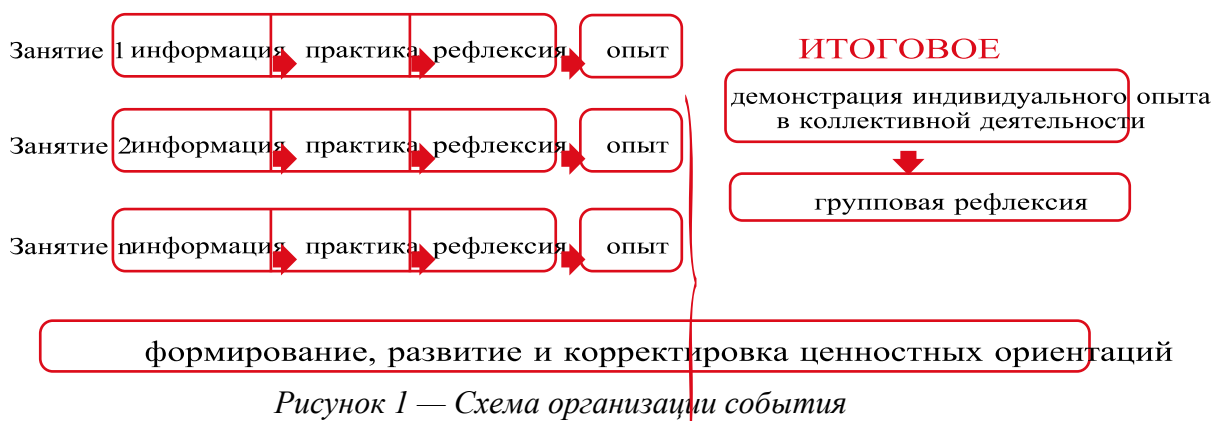 Занятие 1 информация практика рефлексия опыт
Занятие 2 информация практика рефлексия опыт
Занятие n информация практика рефлексия опыт
ИТОГОВОЕ
демонстрация индивидуального опыта
в коллективной деятельности
групповая рефлексия
формирование, развитие и корректировка ценностных ориентаций
Рисунок 1 — Схема организации события